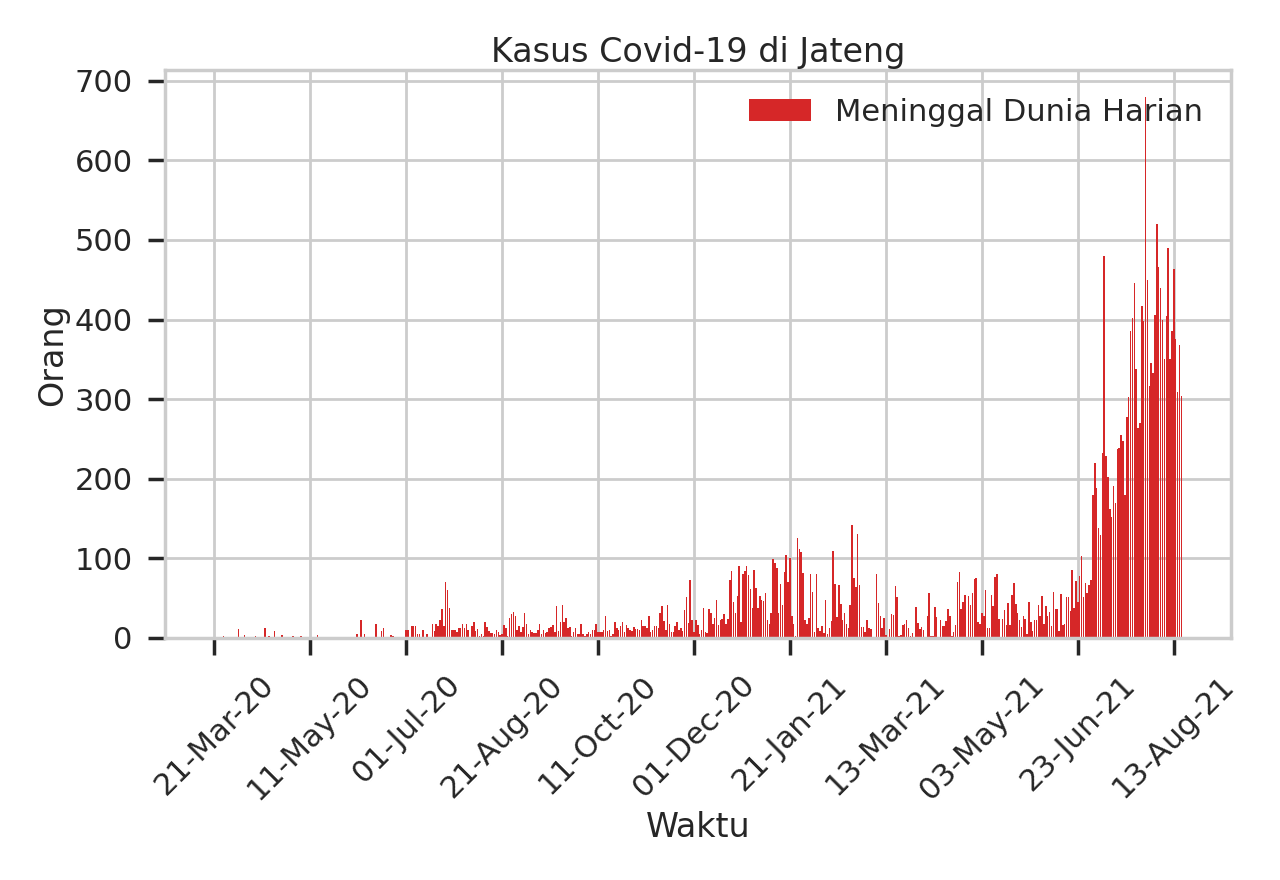 Kasus Covid-19 di Jateng
Meninggal Dunia Harian
700
600
500
400
300
200
100
0
Orang
21-Mar-20
11-May-20
01-Jul-20
21-Aug-20
11-Oct-20
01-Dec-20
21-Jan-21
13-Mar-21
03-May-21
23-Jun-21
13-Aug-21
Waktu